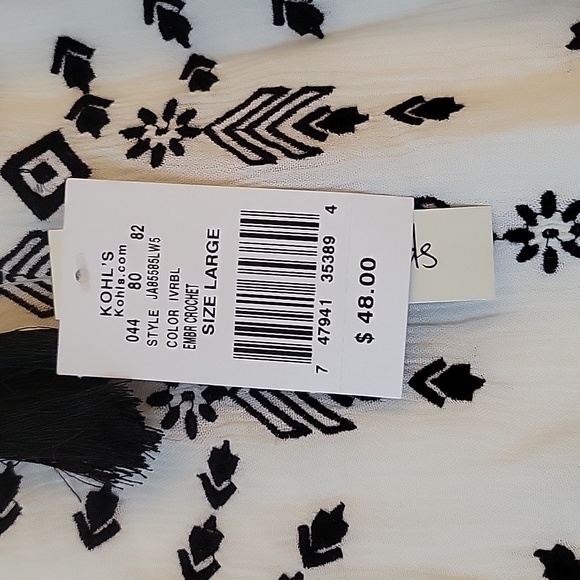 KOHL'S
Kohls.com
044 80 82
STYLE JA86586LW5
COLOR IVRBL
EMBR CROCHET
SIZE LARGE
7 47941 35389 4
$ 48.00